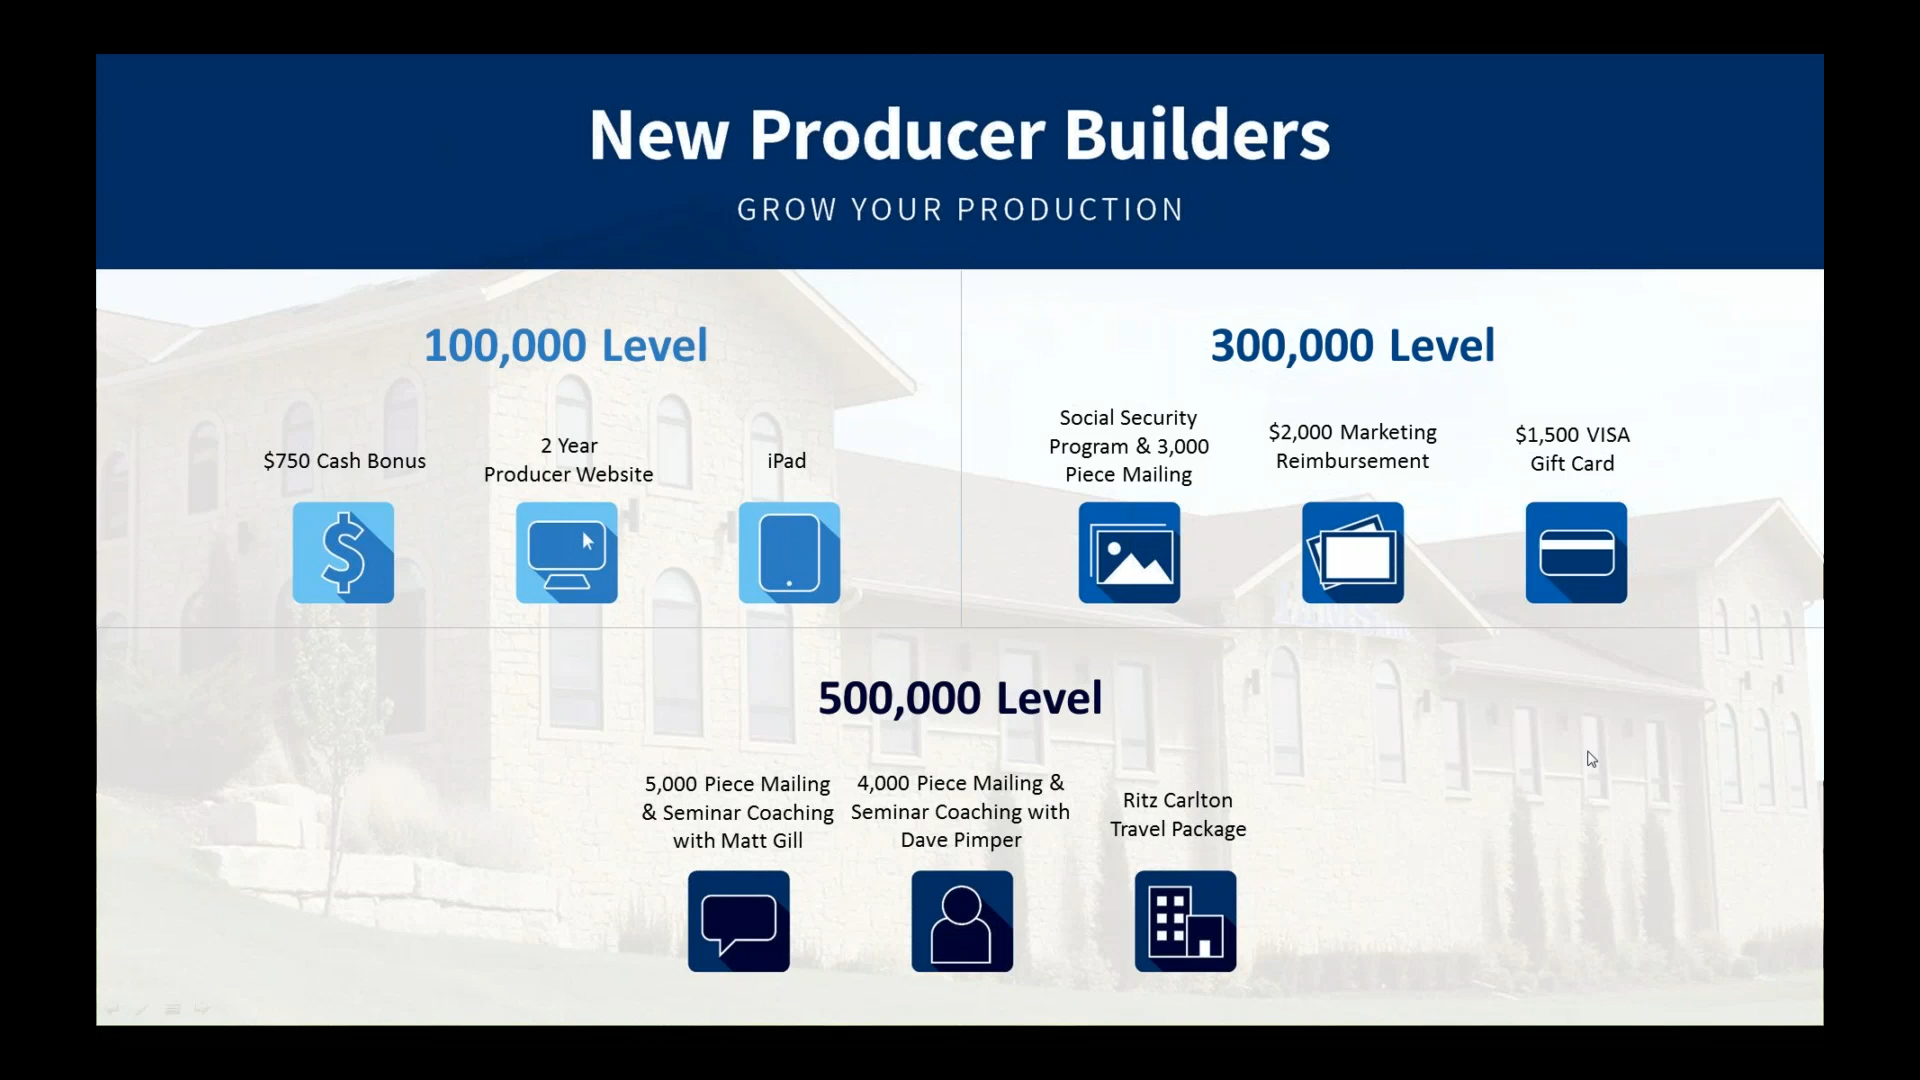 New Producer Builders
GROW YOUR PRODUCTION
100,000 Level
$750 Cash Bonus
2 Year
Producer Website
iPad
300,000 Level
Social Security
Program & 3,000
Piece Mailing
$2,000 Marketing
Reimbursement
$1,500 VISA
Gift Card
500,000 Level
5,000 Piece Mailing
& Seminar Coaching
with Matt Gill
4,000 Piece Mailing &
Seminar Coaching with
Dave Pimper
Ritz Carlton
Travel Package